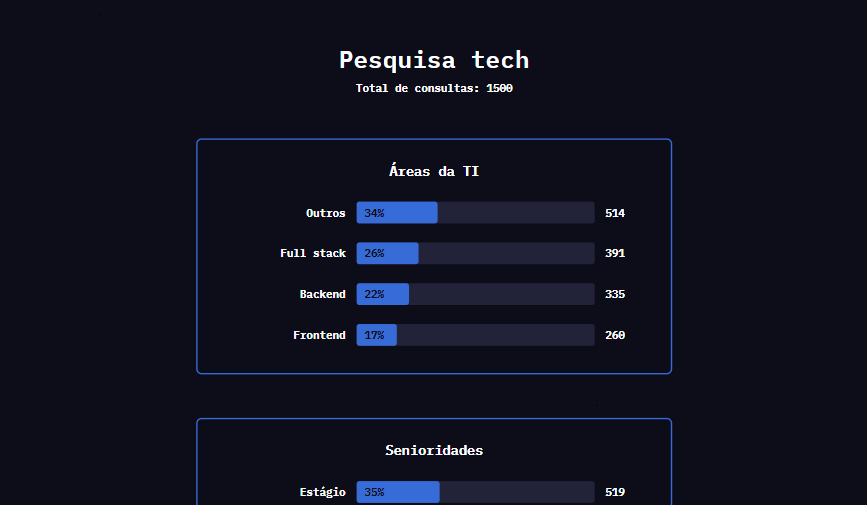 Pesquisa tech
Total de consultas: 1500
Áreas da TI
Outros 34% 514
Full stack 26% 391
Backend 22% 335
Frontend 17% 260
Senioridades
Estágio 35% 519